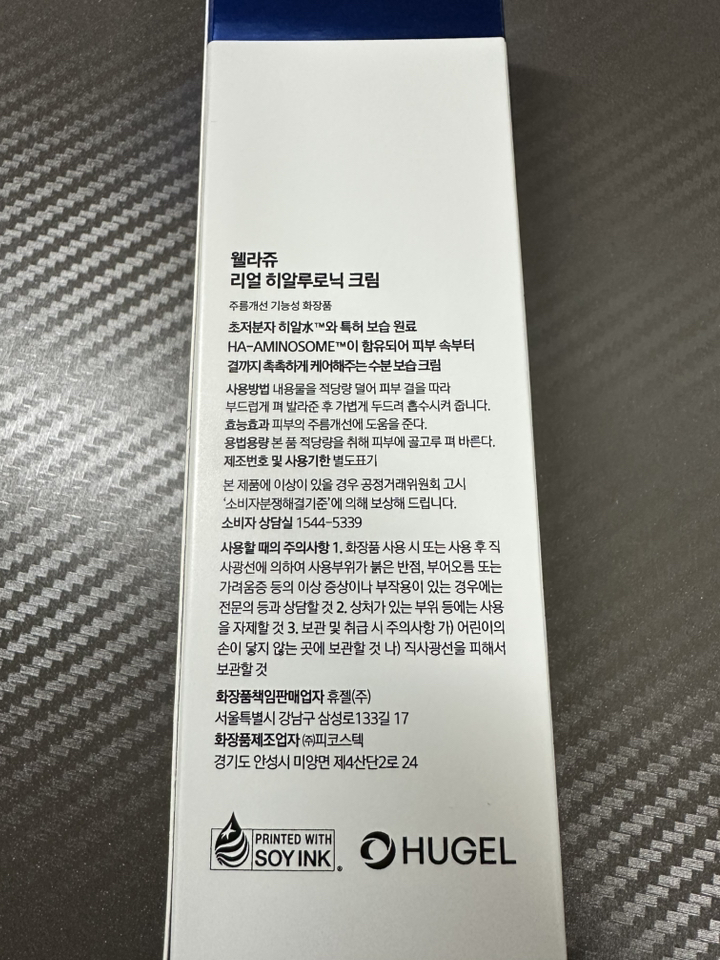 웰라쥬
리얼 히알루로닉 크림
주름개선 기능성 화장품
초저분자 히알水™와 특허 보습 원료
HA-AMINOSOME™이 함유되어 피부 속부터
결까지 촉촉하게 케어해주는 수분 보습 크림
사용방법 내용물을 적당량 덜어 피부 결을 따라
부드럽게 펴 발라준 후 가볍게 두드려 흡수시켜 줍니다.
효능효과 피부의 주름개선에 도움을 준다.
용법용량 본 품 적당량을 취해 피부에 골고루 펴 바른다.
제조번호 및 사용기한 별도표기
본 제품에 이상이 있을 경우 공정거래위원회 고시
‘소비자분쟁해결기준’에 의해 보상해 드립니다.
소비자 상담실 1544-5339
사용할 때의 주의사항 1. 화장품 사용 시 또는 사용 후 직
사광선에 의하여 사용부위가 붉은 반점, 부어오름 또는
가려움증 등의 이상 증상이나 부작용이 있는 경우에는
전문의 등과 상담할 것 2. 상처가 있는 부위 등에는 사용
을 자제할 것 3. 보관 및 취급 시 주의사항 가) 어린이의
손이 닿지 않는 곳에 보관할 것 나) 직사광선을 피해서
보관할 것
화장품책임판매업자 휴젤(주)
서울특별시 강남구 삼성로133길 17
화장품제조업자 ㈜피코스텍
경기도 안성시 미양면 제4산단2로 24
PRINTED WITH
SOY INK®
HUGEL